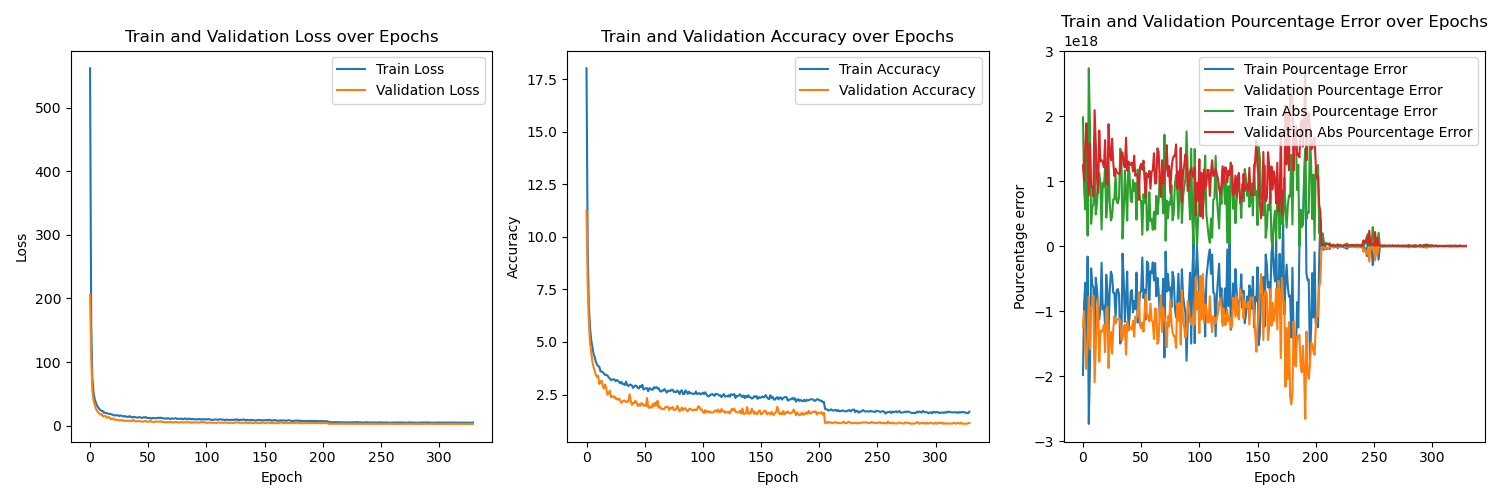 Train and Validation Loss over Epochs
Train Loss
Validation Loss
Loss
500
400
300
200
100
0
0 50 100 150 200 250 300
Epoch
Train and Validation Accuracy over Epochs
Train Accuracy
Validation Accuracy
Accuracy
17.5
15.0
12.5
10.0
7.5
5.0
2.5
0 50 100 150 200 250 300
Epoch
Train and Validation Pourcentage Error over Epochs
1e18
Train Pourcentage Error
Validation Pourcentage Error
Train Abs Pourcentage Error
Validation Abs Pourcentage Error
Pourcentage error
3
2
1
0
−1
−2
−3
0 50 100 150 200 250 300
Epoch